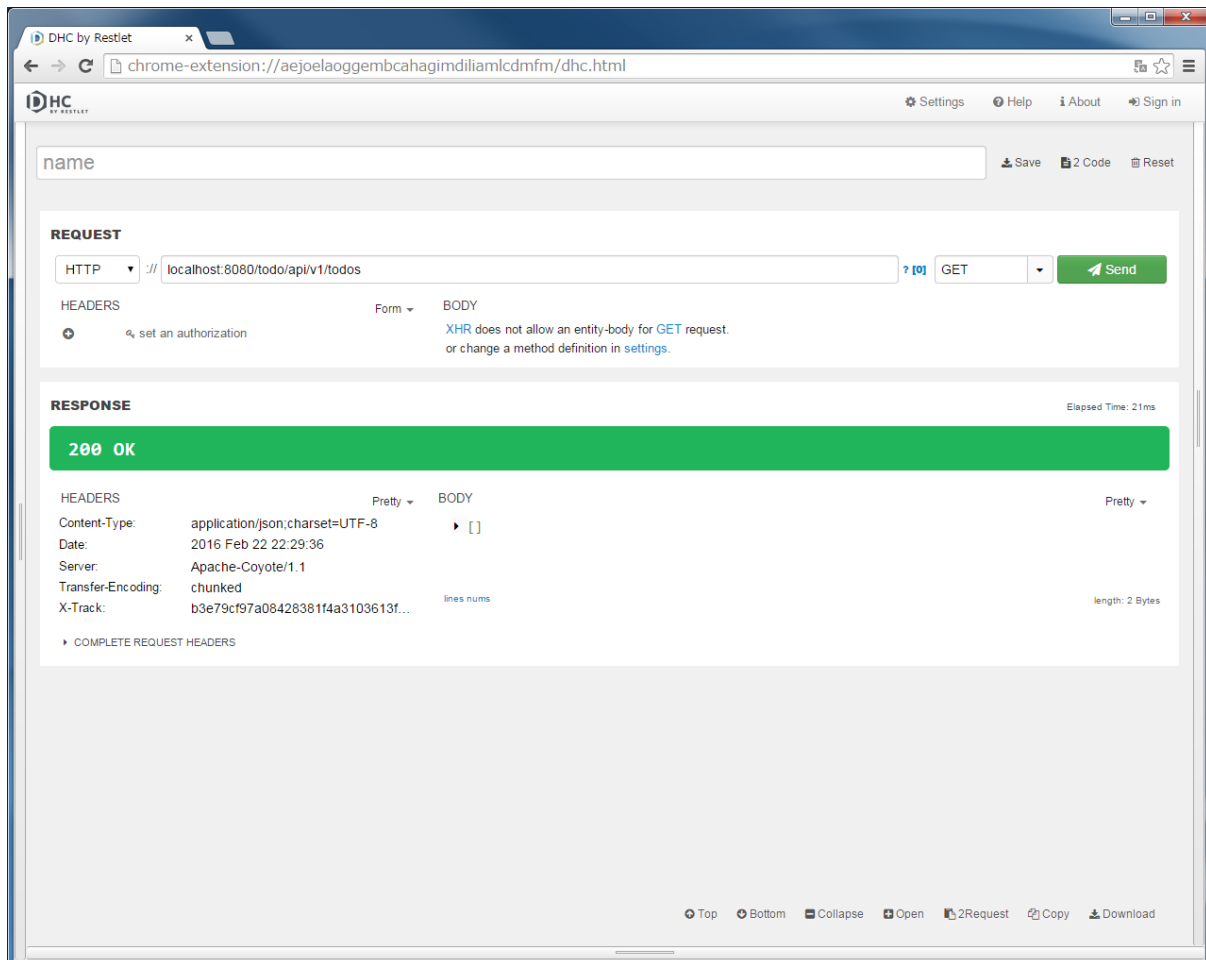 DHC by Restlet
chrome-extension://aejoelaoggembcahagimdiliamlcdmfm/dhc.html
DHC BY RESTLET
Settings Help About Sign in
name Save 2 Code Reset
REQUEST
HTTP :// localhost:8080/todo/api/v1/todos ? [0] GET Send
HEADERS Form BODY
set an authorization XHR does not allow an entity-body for GET request.
or change a method definition in settings.
RESPONSE Elapsed Time: 21ms
200 OK
HEADERS Pretty BODY Pretty
Content-Type: application/json;charset=UTF-8 []
Date: 2016 Feb 22 22:29:36
Server: Apache-Coyote/1.1
Transfer-Encoding: chunked
X-Track: b3e79cf97a08428381f4a3103613f...
lines nums length: 2 Bytes
COMPLETE REQUEST HEADERS
Top Bottom Collapse Open 2Request Copy Download